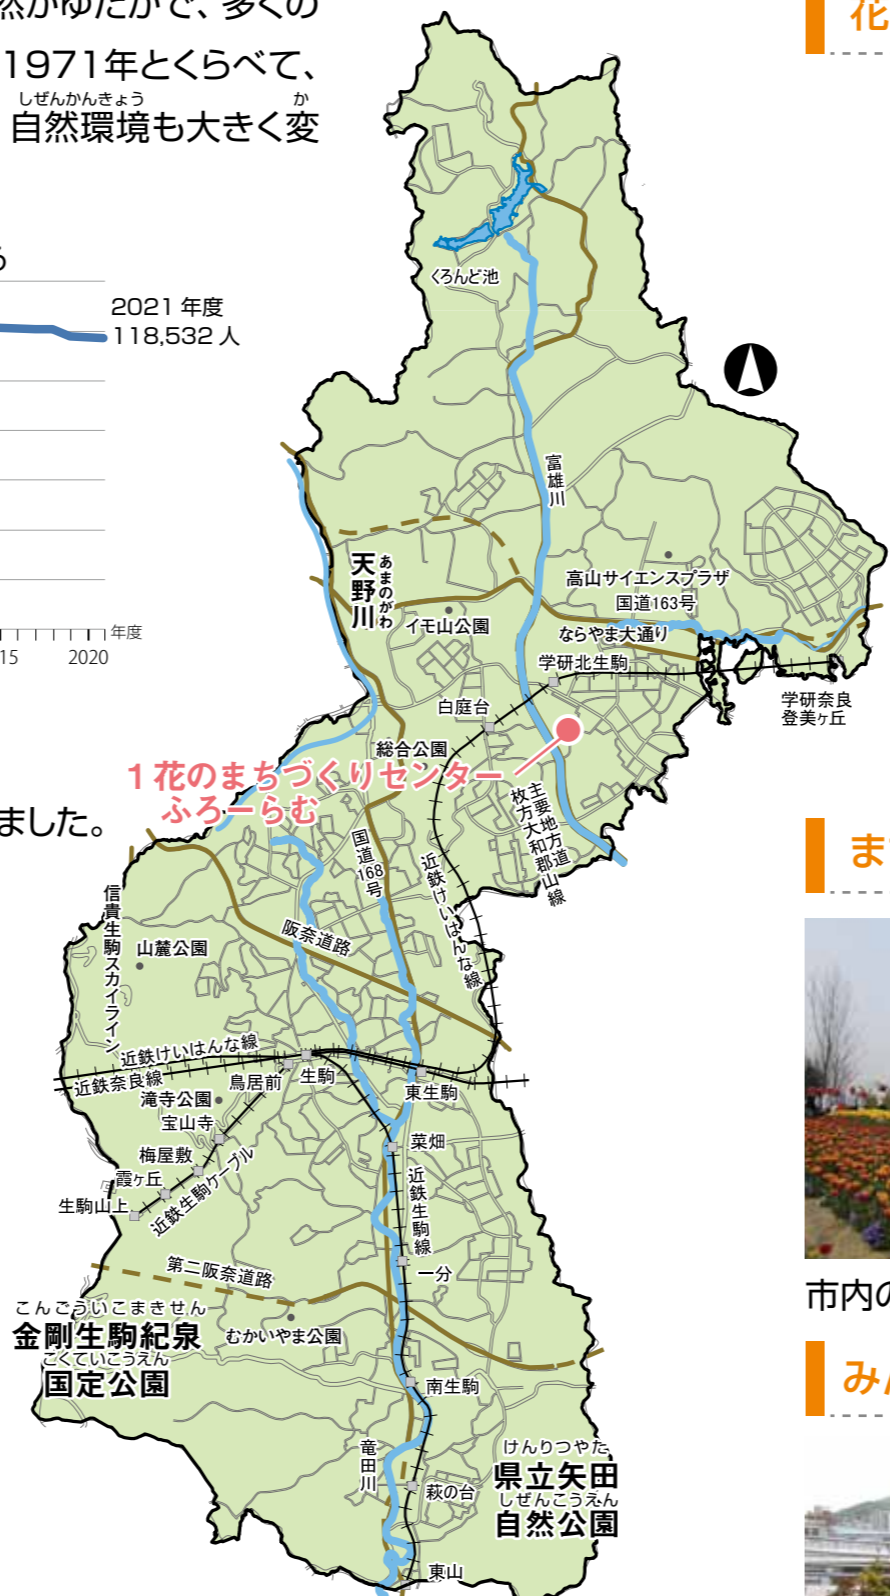 然がゆたかで、多くの
1971年とくらべて、
しぜんかんきょう か
自然環境も大きく変
2021年度
118,532人
年度
15 2020
ました。
花
くろんど池
富雄川
あまのがわ
天野川
高山サイエンスプラザ
国道163号
イモ山公園
ならやま大通り
学研北生駒
学研奈良
登美ヶ丘
白庭台
総合公園
1 花のまちづくりセンター
ふろーらむ
主要地方道
枚方大和郡山線
国道168号
近鉄けいはんな線
信貴生駒スカイライン
山麓公園
阪奈道路
近鉄けいはんな線
近鉄奈良線
鳥居前
生駒
東生駒
滝寺公園
宝山寺
菜畑
梅屋敷
霞ヶ丘
生駒山上
近鉄生駒ケーブル
近鉄生駒線
一分
第二阪奈道路
こんごういこまきせん
金剛生駒紀泉
こくていこうえん
国定公園
むかいやま公園
南生駒
竜田川
萩の台
けんりつやた
県立矢田
しぜんこうえん
自然公園
東山
ま
市内の
み